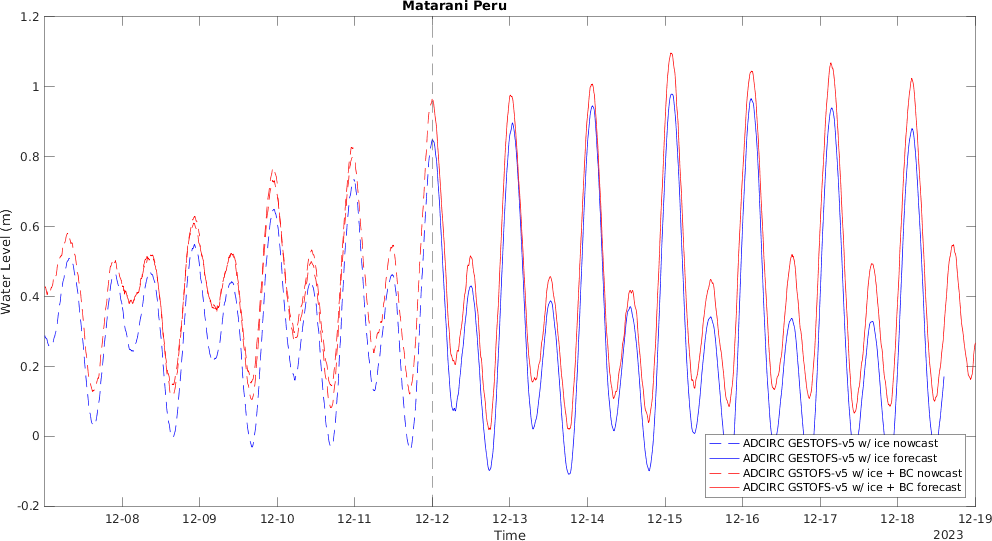 Matarani Peru
1.2
1
0.8
0.6
0.4
0.2
0
-0.2
Water Level (m)
ADCIRC GESTOFS-v5 w/ ice nowcast
ADCIRC GESTOFS-v5 w/ ice forecast
ADCIRC GSTOFS-v5 w/ ice + BC nowcast
ADCIRC GSTOFS-v5 w/ ice + BC forecast
12-08 12-09 12-10 12-11 12-12 12-13 12-14 12-15 12-16 12-17 12-18 12-19
Time
2023